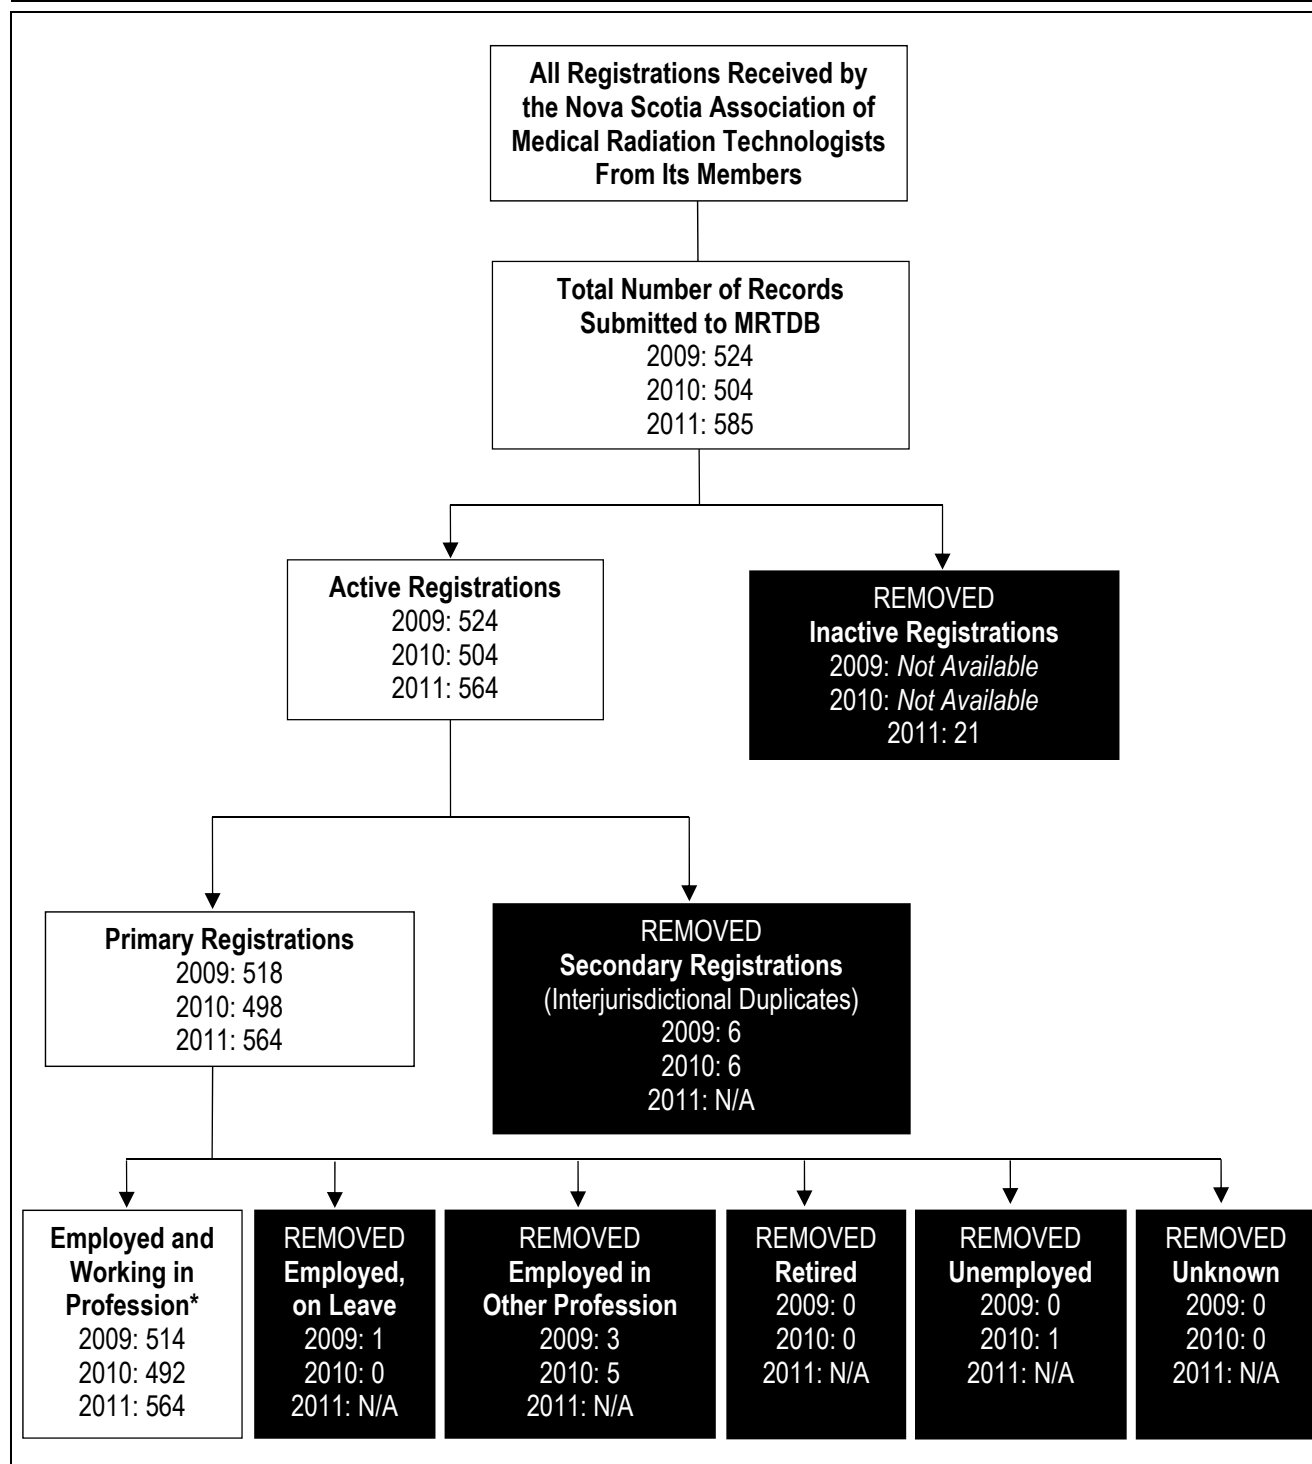 All Registrations Received by
the Nova Scotia Association of
Medical Radiation Technologists
From Its Members
Total Number of Records
Submitted to MRTDB
2009: 524
2010: 504
2011: 585
Active Registrations
2009: 524
2010: 504
2011: 564
REMOVED
Inactive Registrations
2009: Not Available
2010: Not Available
2011: 21
Primary Registrations
2009: 518
2010: 498
2011: 564
REMOVED
Secondary Registrations
(Interjurisdictional Duplicates)
2009: 6
2010: 6
2011: N/A
Employed and
Working in
Profession*
2009: 514
2010: 492
2011: 564
REMOVED
Employed,
on Leave
2009: 1
2010: 0
2011: N/A
REMOVED
Employed in
Other Profession
2009: 3
2010: 5
2011: N/A
REMOVED
Retired
2009: 0
2010: 0
2011: N/A
REMOVED
Unemployed
2009: 0
2010: 1
2011: N/A
REMOVED
Unknown
2009: 0
2010: 0
2011: N/A